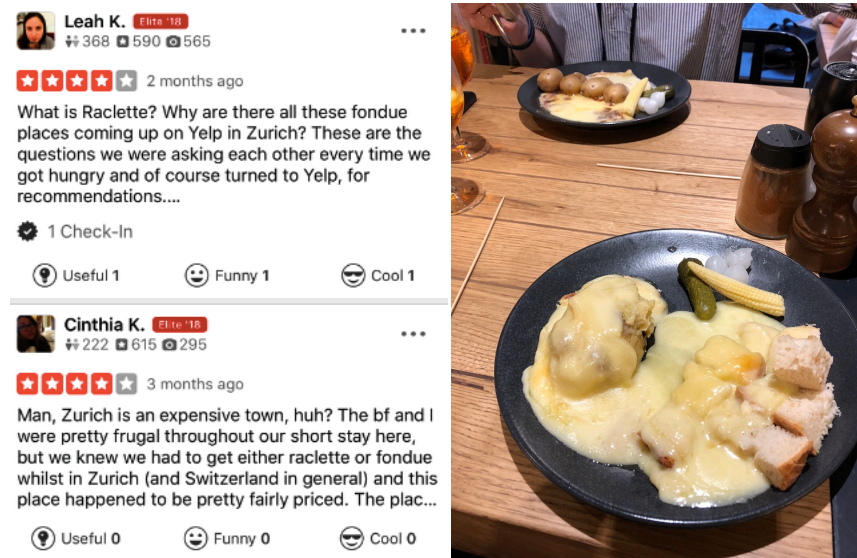 Leah K. Elite '18
368 590 565
2 months ago
What is Raclette? Why are there all these fondue
places coming up on Yelp in Zurich? These are the
questions we were asking each other every time we
got hungry and of course turned to Yelp, for
recommendations....
1 Check-In
Useful 1 Funny 1 Cool 1
Cinthia K. Elite '18
222 615 295
3 months ago
Man, Zurich is an expensive town, huh? The bf and I
were pretty frugal throughout our short stay here,
but we knew we had to get either raclette or fondue
whilst in Zurich (and Switzerland in general) and this
place happened to be pretty fairly priced. The plac...
Useful 0 Funny 0 Cool 0